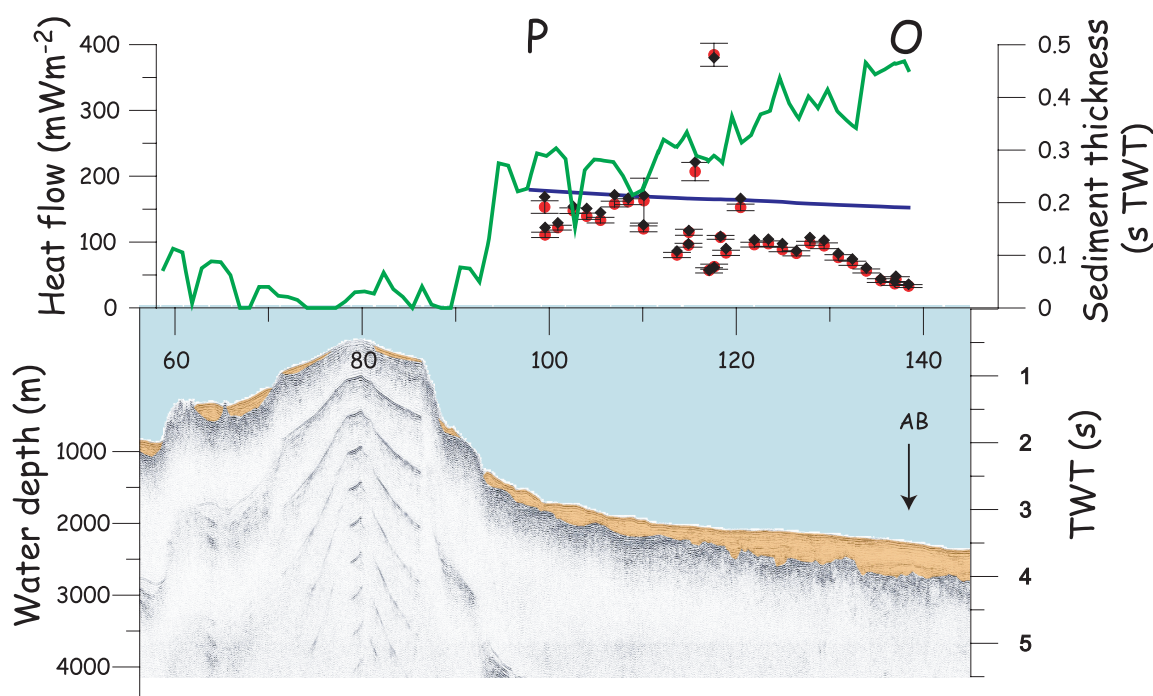 P O
400
300
200
100
0
Heat flow (mWm-2)
0.5
0.4
0.3
0.2
0.1
0
Sediment thickness
(s TWT)
60 80 100 120 140
AB
1000
2000
3000
4000
Water depth (m)
1
2
3
4
5
TWT (s)